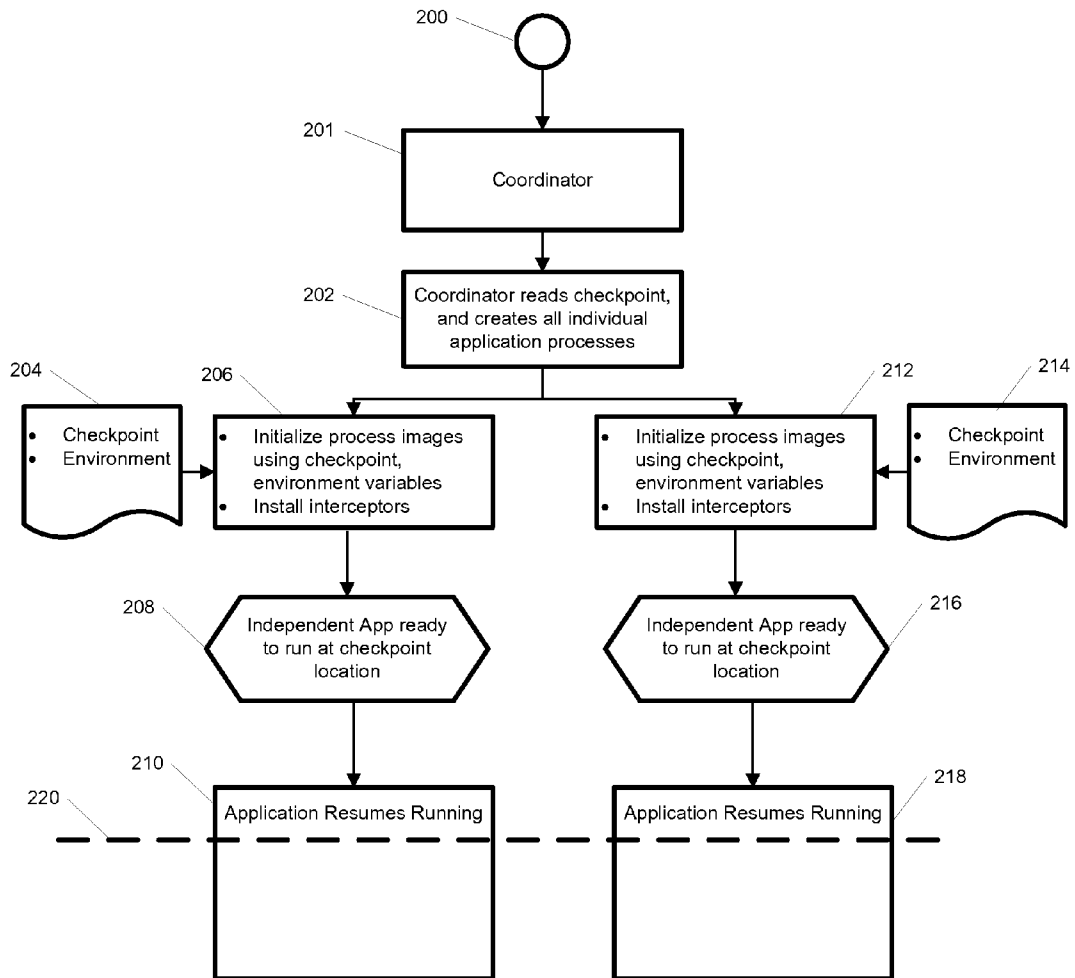 200
201
Coordinator
202
Coordinator reads checkpoint,
and creates all individual
application processes
204
• Checkpoint
• Environment
206
• Initialize process images
using checkpoint,
environment variables
• Install interceptors
212
• Initialize process images
using checkpoint,
environment variables
• Install interceptors
214
• Checkpoint
• Environment
208
Independent App ready
to run at checkpoint
location
216
Independent App ready
to run at checkpoint
location
210
Application Resumes Running
218
Application Resumes Running
220